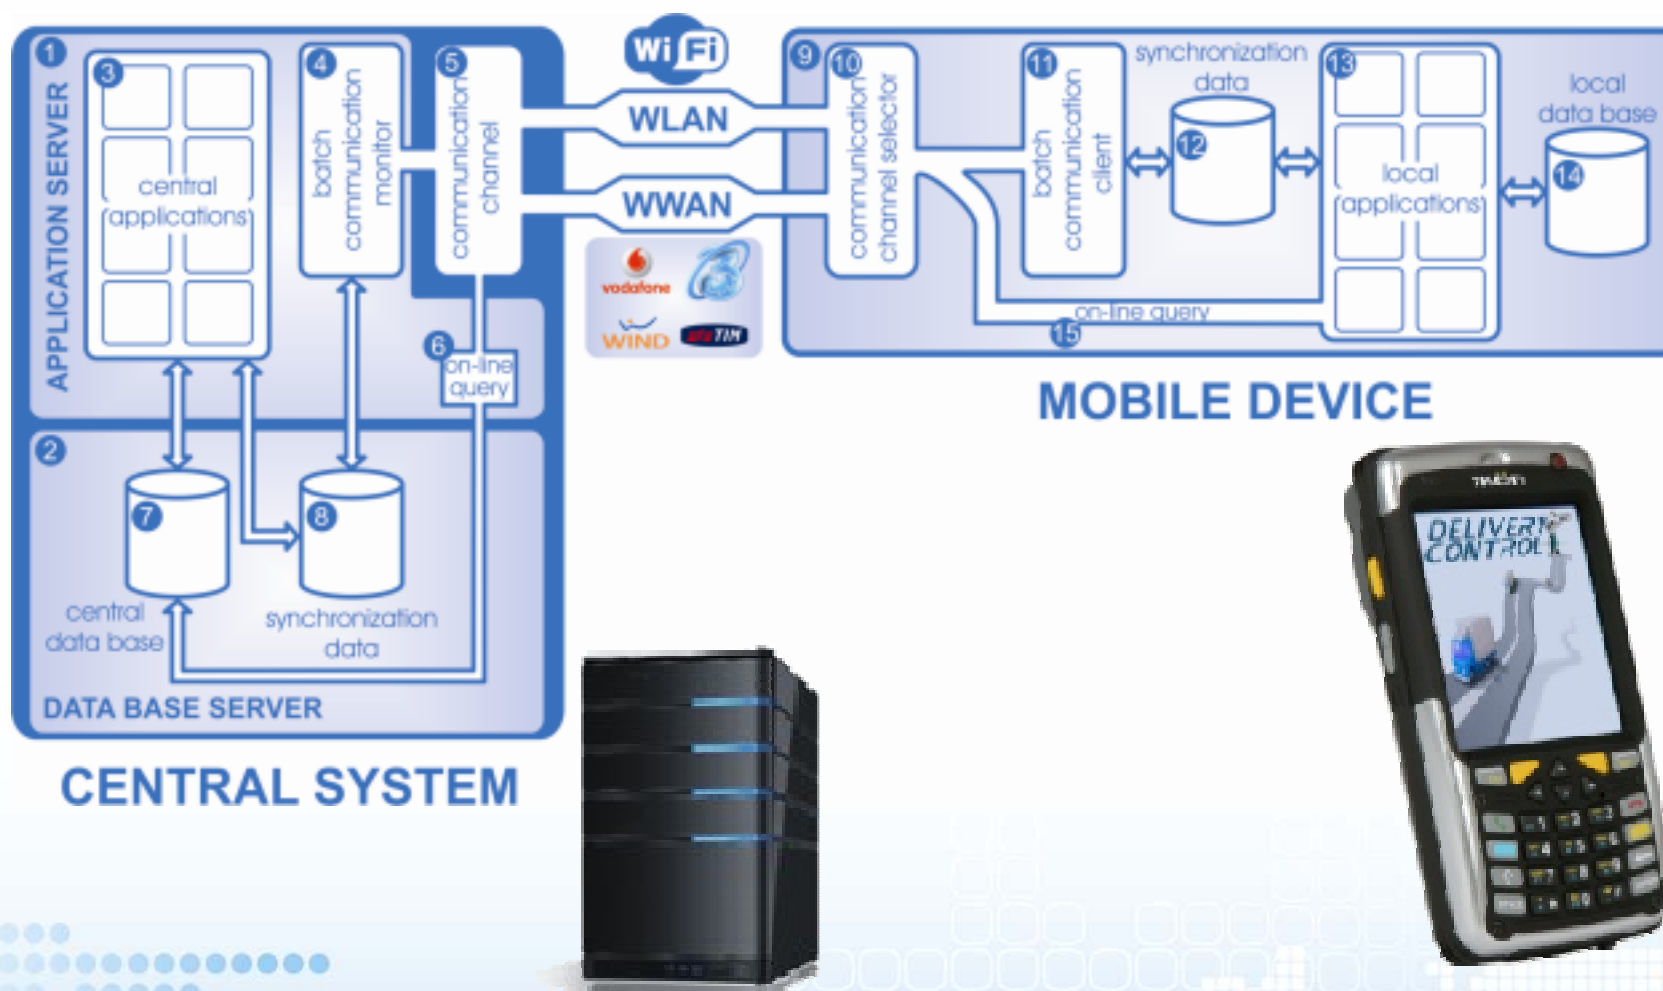 1
APPLICATION SERVER
3
central
applications
4
batch
communication
monitor
5
communication
channel
6
on-line
query
2
7
central
data base
8
synchronization
data
DATA BASE SERVER
CENTRAL SYSTEM
Wi Fi
WLAN
WWAN
vodafone
3
WIND
TIM
9
10
communication
channel selector
11
batch
communication
client
synchronization
data
12
13
local
applications
local
data base
14
on-line query
15
MOBILE DEVICE
DELIVERY
CONTROL